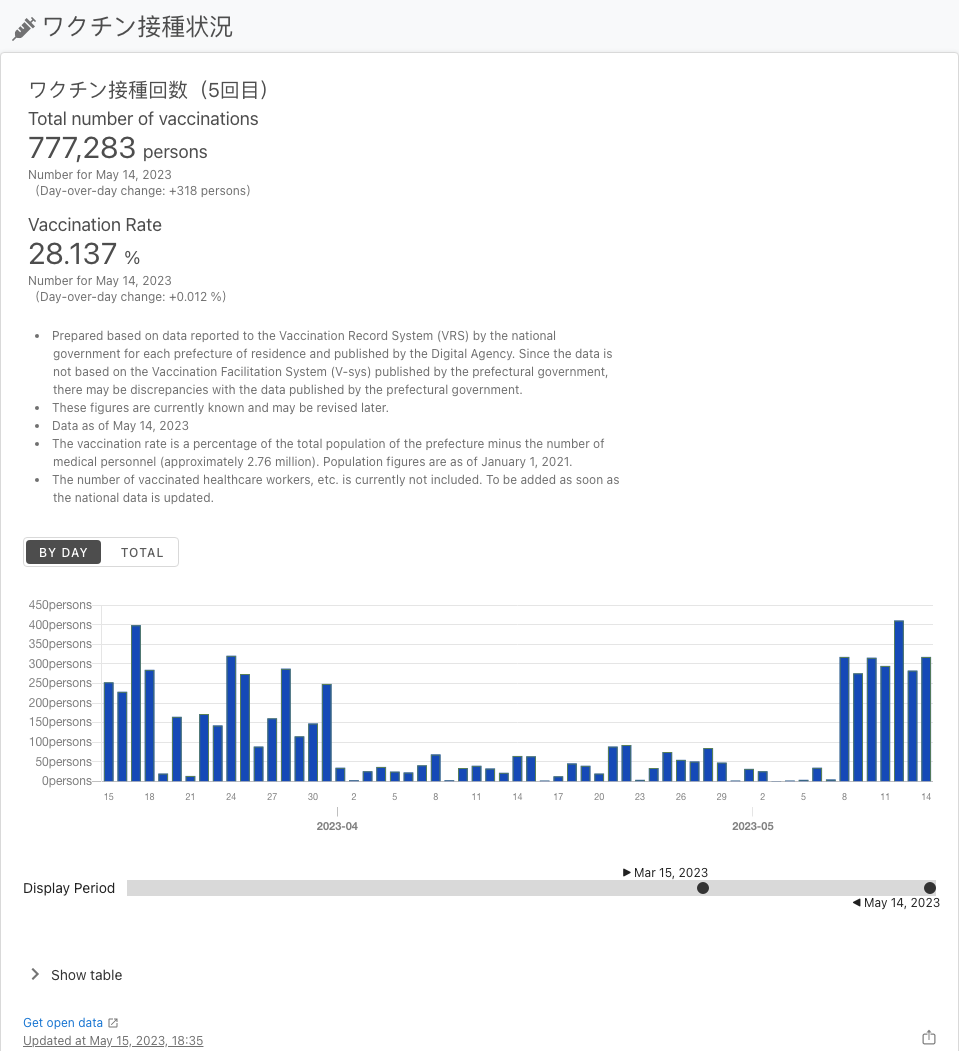 ワクチン接種状況
ワクチン接種回数（5回目）
Total number of vaccinations
777,283 persons
Number for May 14, 2023
(Day-over-day change: +318 persons)
Vaccination Rate
28.137 %
Number for May 14, 2023
(Day-over-day change: +0.012 %)
• Prepared based on data reported to the Vaccination Record System (VRS) by the national
government for each prefecture of residence and published by the Digital Agency. Since the data is
not based on the Vaccination Facilitation System (V-sys) published by the prefectural government,
there may be discrepancies with the data published by the prefectural government.
• These figures are currently known and may be revised later.
• Data as of May 14, 2023
• The vaccination rate is a percentage of the total population of the prefecture minus the number of
medical personnel (approximately 2.76 million). Population figures are as of January 1, 2021.
• The number of vaccinated healthcare workers, etc. is currently not included. To be added as soon as
the national data is updated.
BY DAY TOTAL
450persons
400persons
350persons
300persons
250persons
200persons
150persons
100persons
50persons
0persons
15 18 21 24 27 30 2 5 8 11 14 17 20 23 26 29 2 5 8 11 14
2023-04 2023-05
Mar 15, 2023
Display Period
May 14, 2023
Show table
Get open data
Updated at May 15, 2023, 18:35